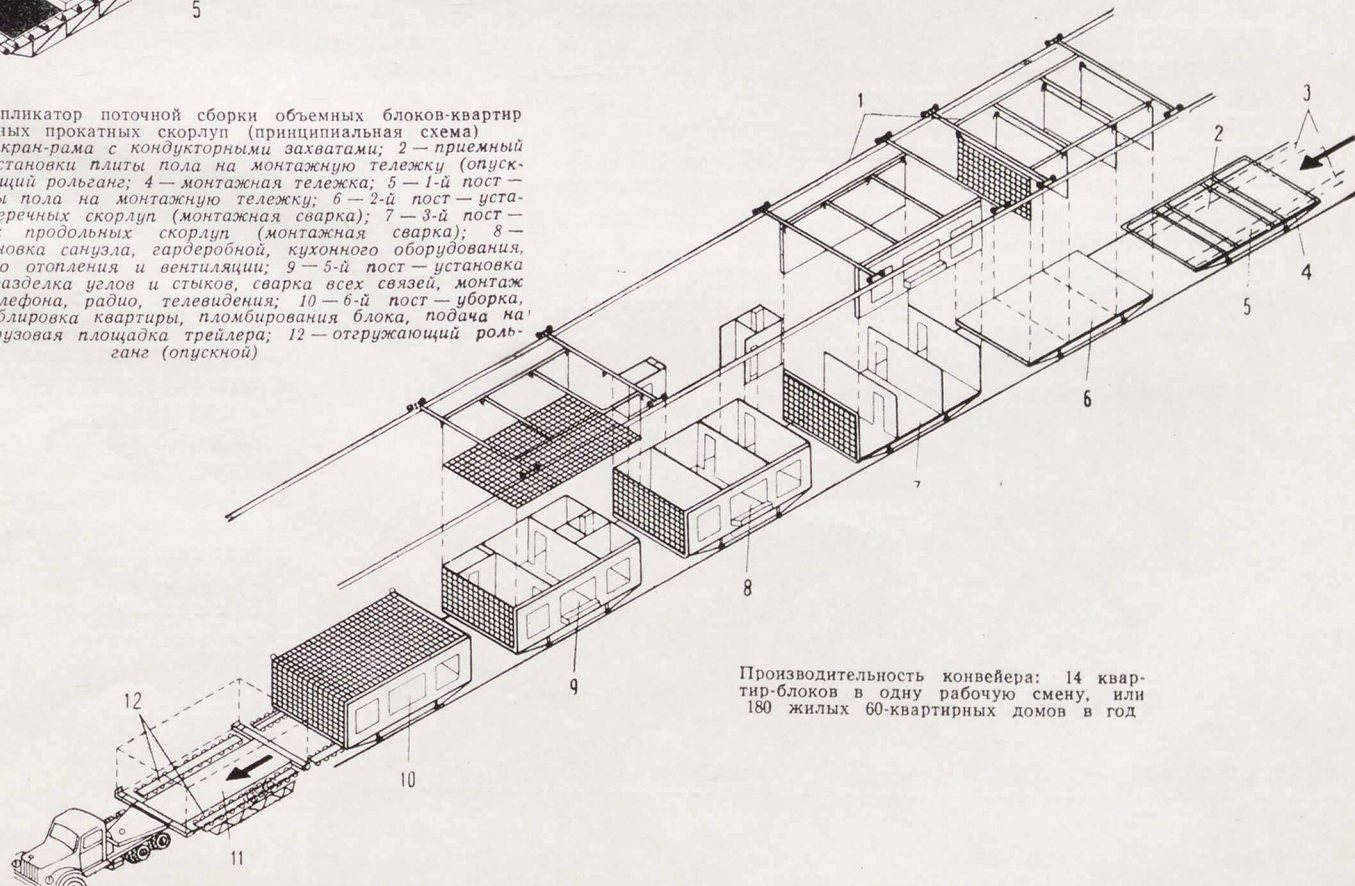 5
пликатор поточной сборки объемных блоков-квартир
ных прокатных скорлуп (принципиальная схема)
кран-рама с кондукторными захватами; 2 — приемный
становки плиты пола на монтажную тележку (опуск-
щий рольганг; 4 — монтажная тележка; 5 — 1-й пост —
ы пола на монтажную тележку; 6 — 2-й пост — уста-
еречных скорлуп (монтажная сварка); 7 — 3-й пост —
продольных скорлуп (монтажная сварка); 8 —
новка санузла, гардеробной, кухонного оборудования,
о отопления и вентиляции; 9 — 5-й пост — установка
азделка углов и стыков, сварка всех связей, монтаж
лефона, радио, телевидения; 10 — 6-й пост — уборка,
блировка квартиры, пломбирования блока, подача на
рузовая площадка трейлера; 12 — отгружающий роль-
ганг (опускной)
1
2
3
4
5
6
7
8
9
10
11
12
Производительность конвейера: 14 квар-
тир-блоков в одну рабочую смену, или
180 жилых 60-квартирных домов в год